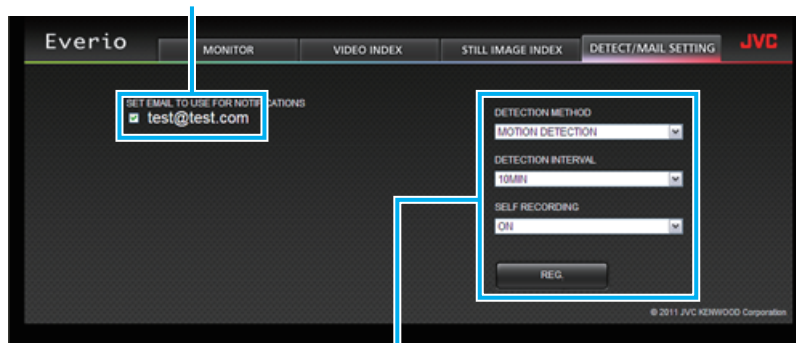 Everio
MONITOR
VIDEO INDEX
STILL IMAGE INDEX
DETECT/MAIL SETTING
JVC
SET EMAIL TO USE FOR NOTIFICATIONS
test@test.com
DETECTION METHOD
MOTION DETECTION
DETECTION INTERVAL
10MIN
SELF RECORDING
ON
REG.
© 2011 JVC KENWOOD Corporation